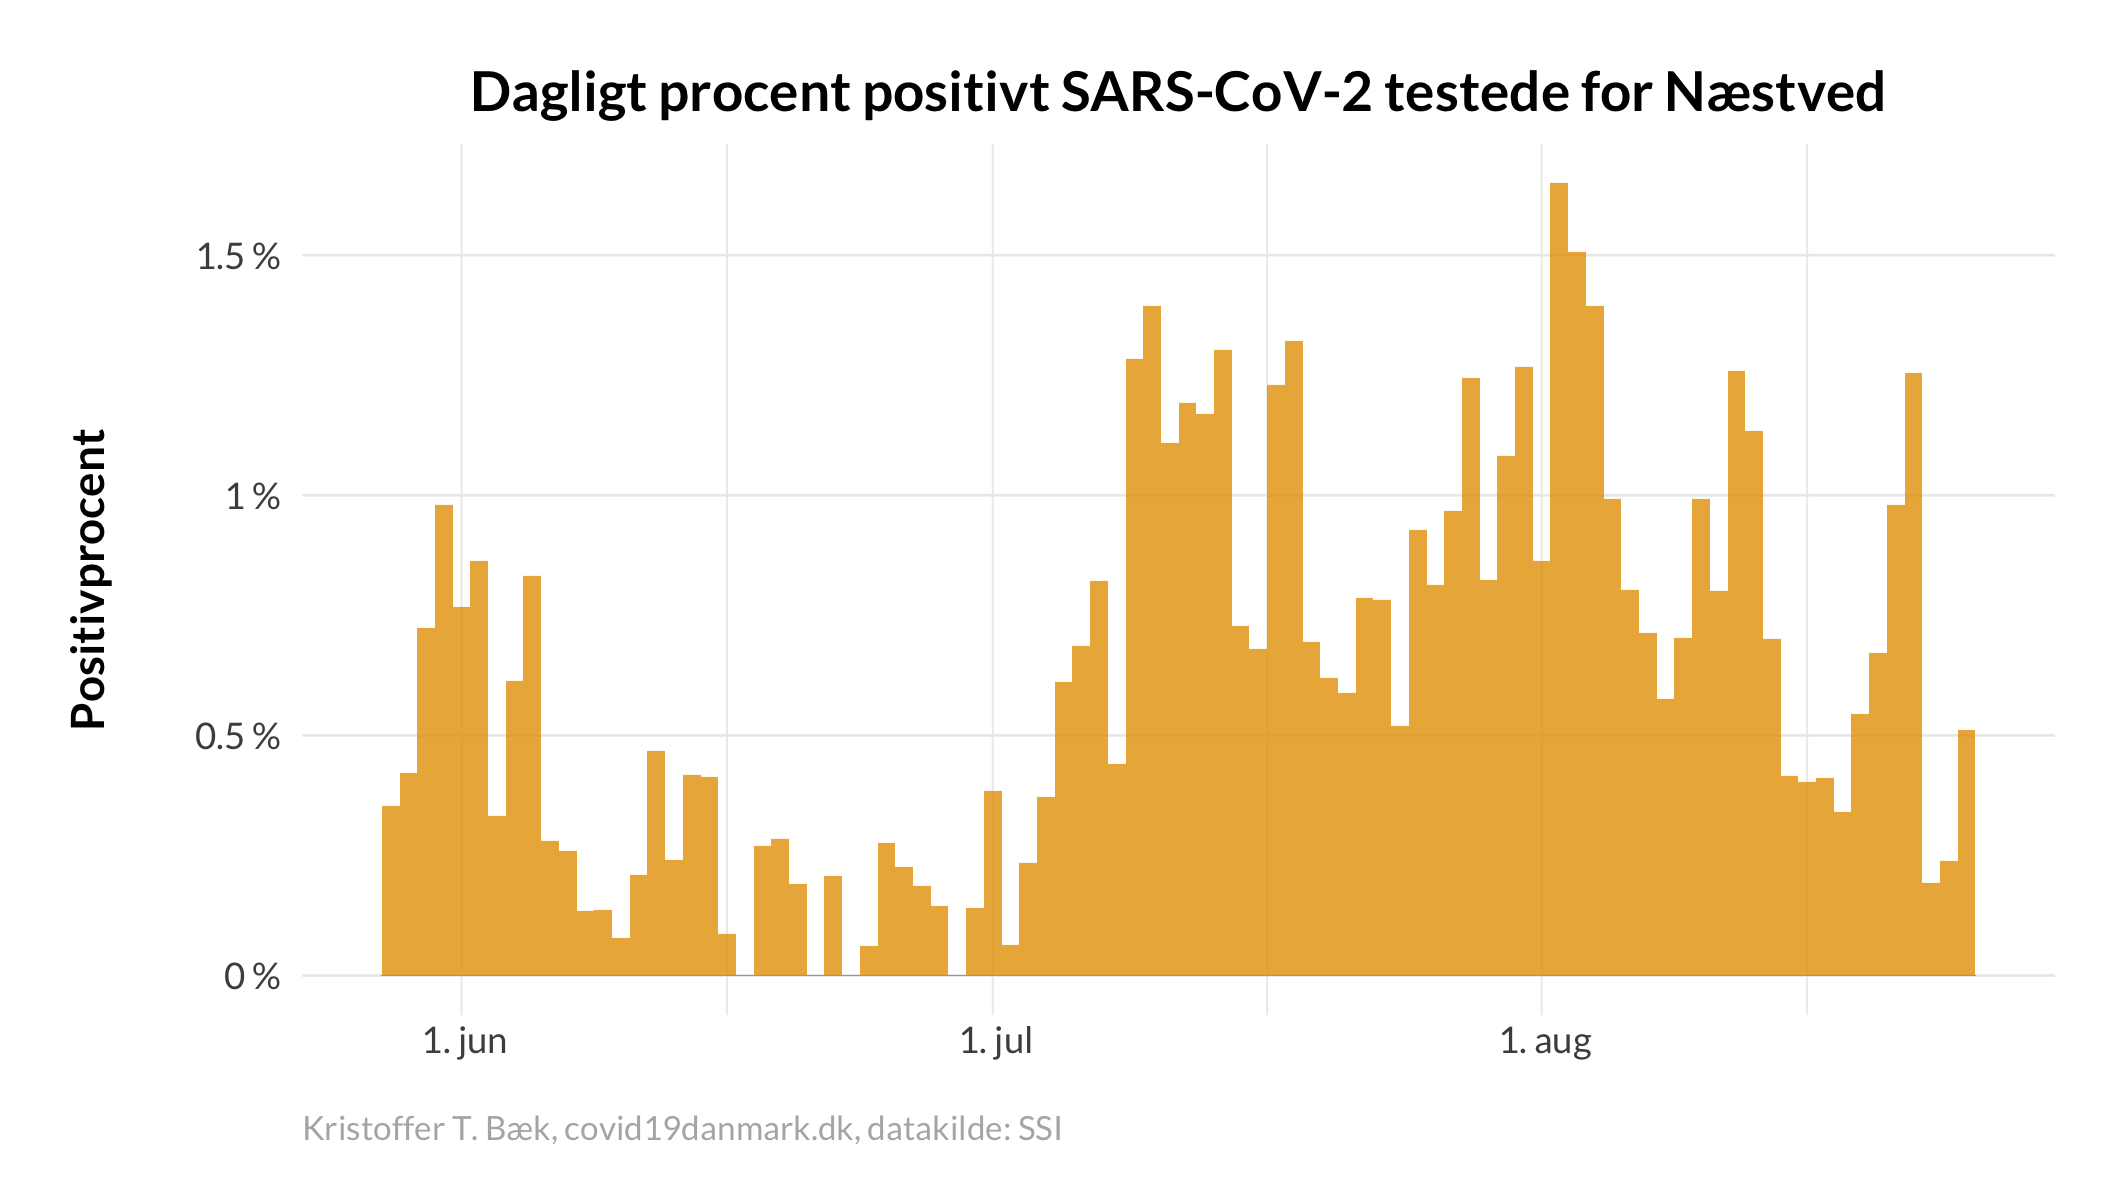 Dagligt procent positivt SARS-CoV-2 testede for Næstved
Positivprocent
1.5 %
1 %
0.5 %
0 %
1. jun
1. jul
1. aug
Kristoffer T. Bæk, covid19danmark.dk, datakilde: SSI